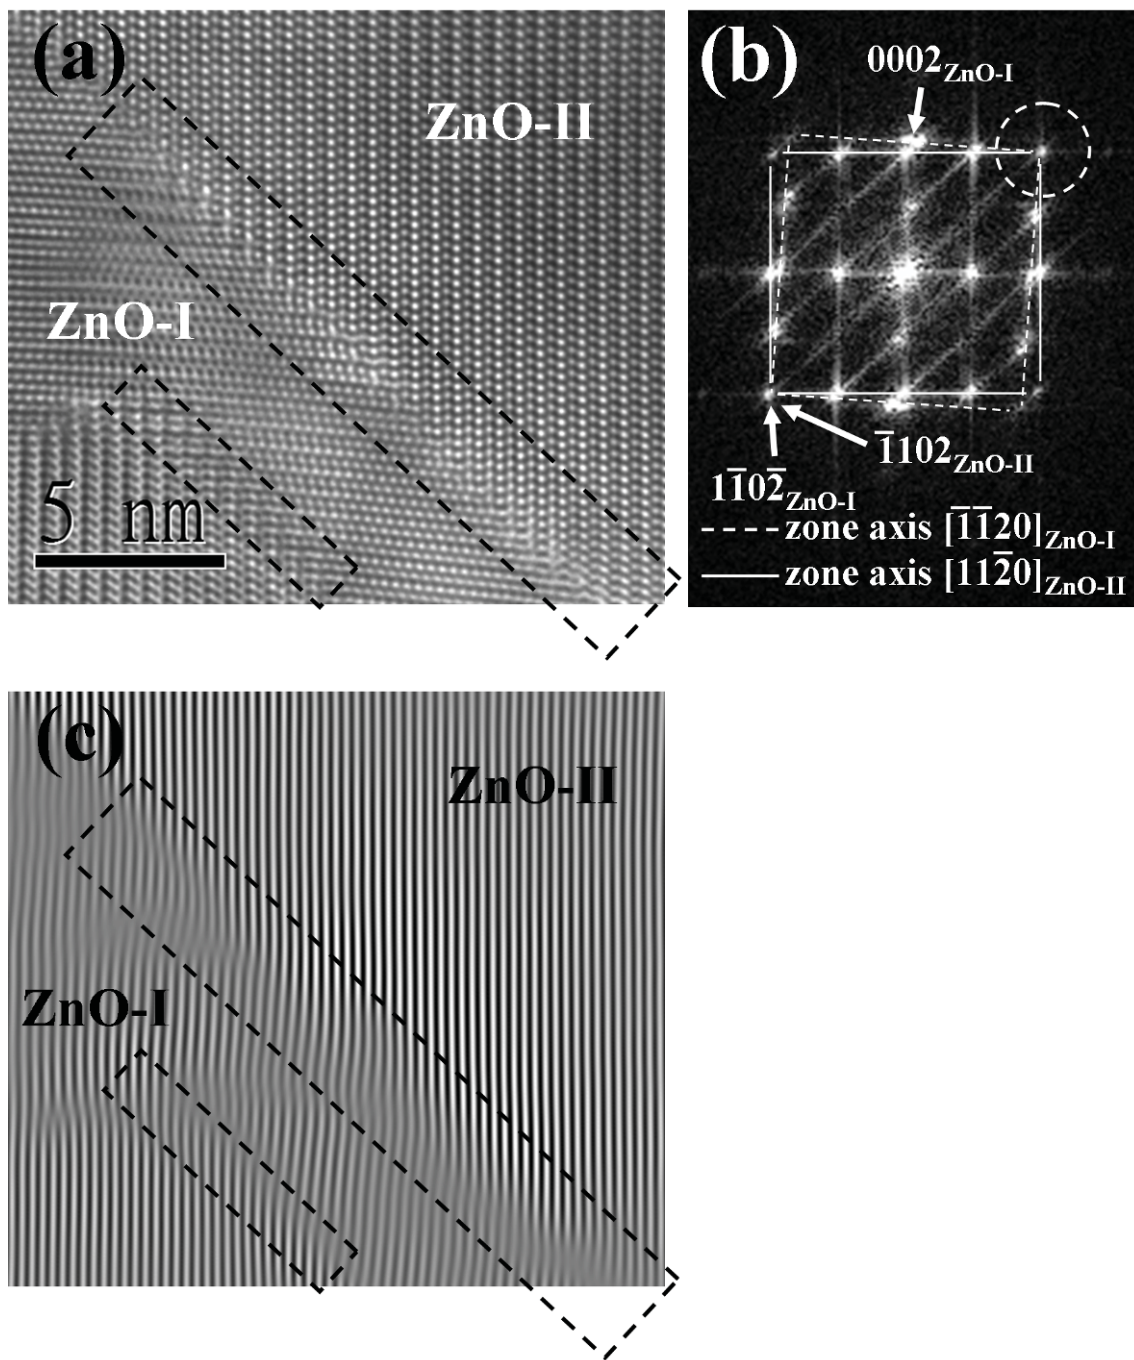 (a)
ZnO-II
ZnO-I
5 nm
(b)
0002ZnO-I
1̅102ZnO-II
11̅02̅ZnO-I
zone axis [1̅1̅20]ZnO-I
zone axis [112̅0]ZnO-II
(c)
ZnO-II
ZnO-I